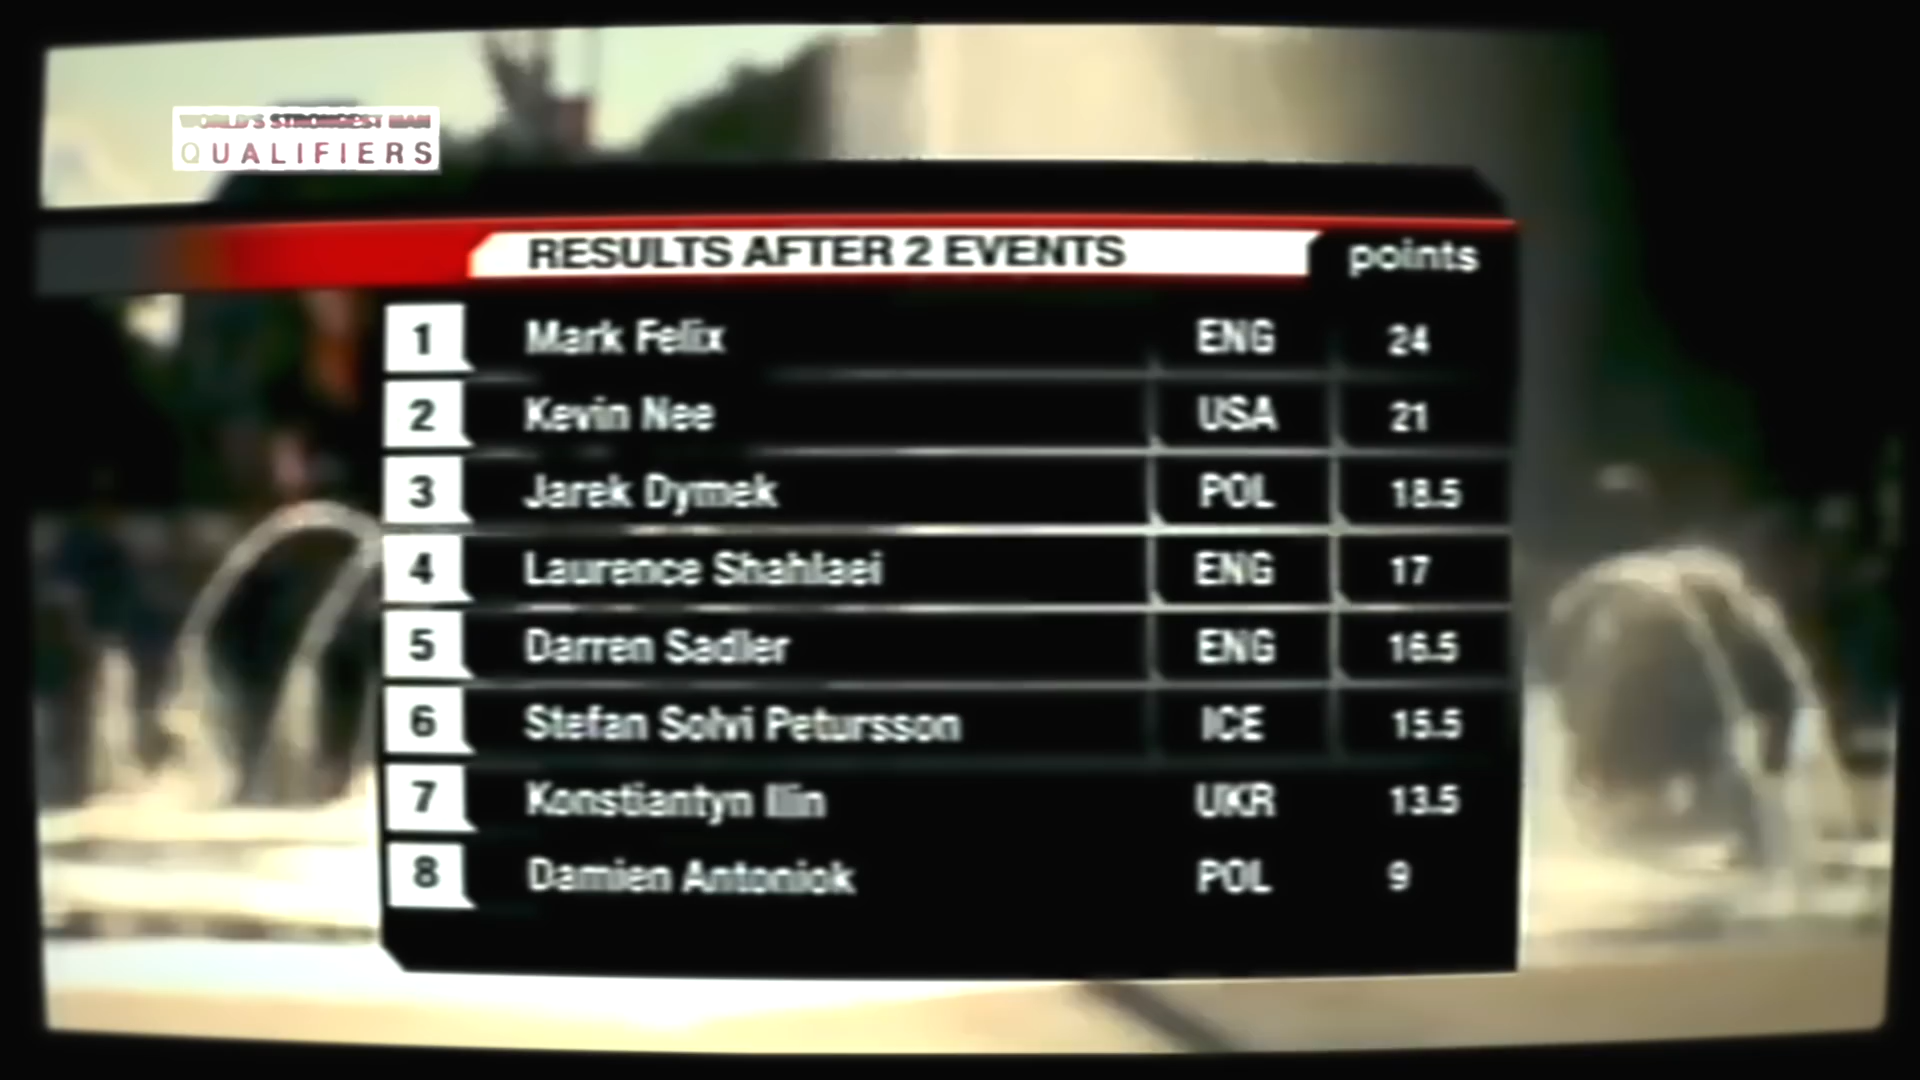 WORLD'S STRONGEST MAN
QUALIFIERS
RESULTS AFTER 2 EVENTS points
1 Mark Felix ENG 24
2 Kevin Nee USA 21
3 Jarek Dymek POL 18.5
4 Laurence Shahlaei ENG 17
5 Darren Sadler ENG 16.5
6 Stefan Solvi Petursson ICE 15.5
7 Konstiantyn Ilin UKR 13.5
8 Damien Antoniok POL 9